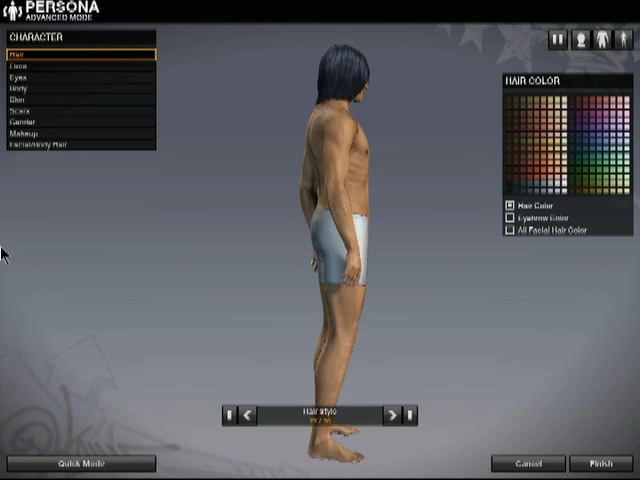 PERSONA
ADVANCED MODE
CHARACTER
Hair
Face
Eyes
Body
Skin
Scars
Gender
Makeup
Facial/Body Hair
HAIR COLOR
Hair Color
Eyebrow Color
All Facial Hair Color
Hair Style
Quick Mode
Cancel
Finish